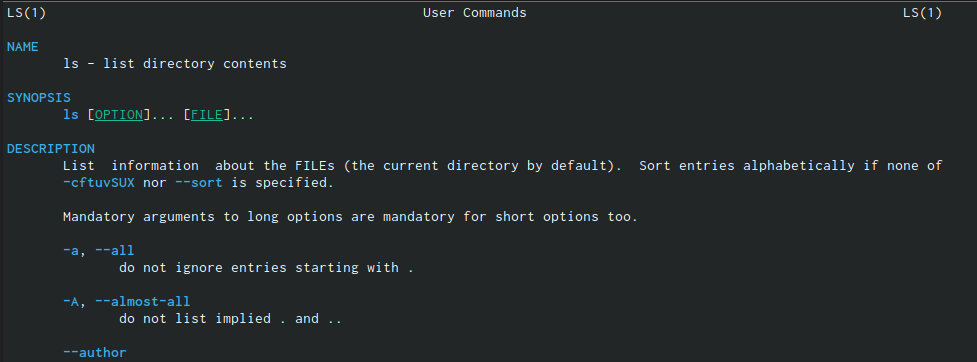 LS(1) User Commands LS(1)
NAME
ls - list directory contents
SYNOPSIS
ls [OPTION]... [FILE]...
DESCRIPTION
List information about the FILEs (the current directory by default). Sort entries alphabetically if none of
-cftuvSUX nor --sort is specified.
Mandatory arguments to long options are mandatory for short options too.
-a, --all
do not ignore entries starting with .
-A, --almost-all
do not list implied . and ..
--author